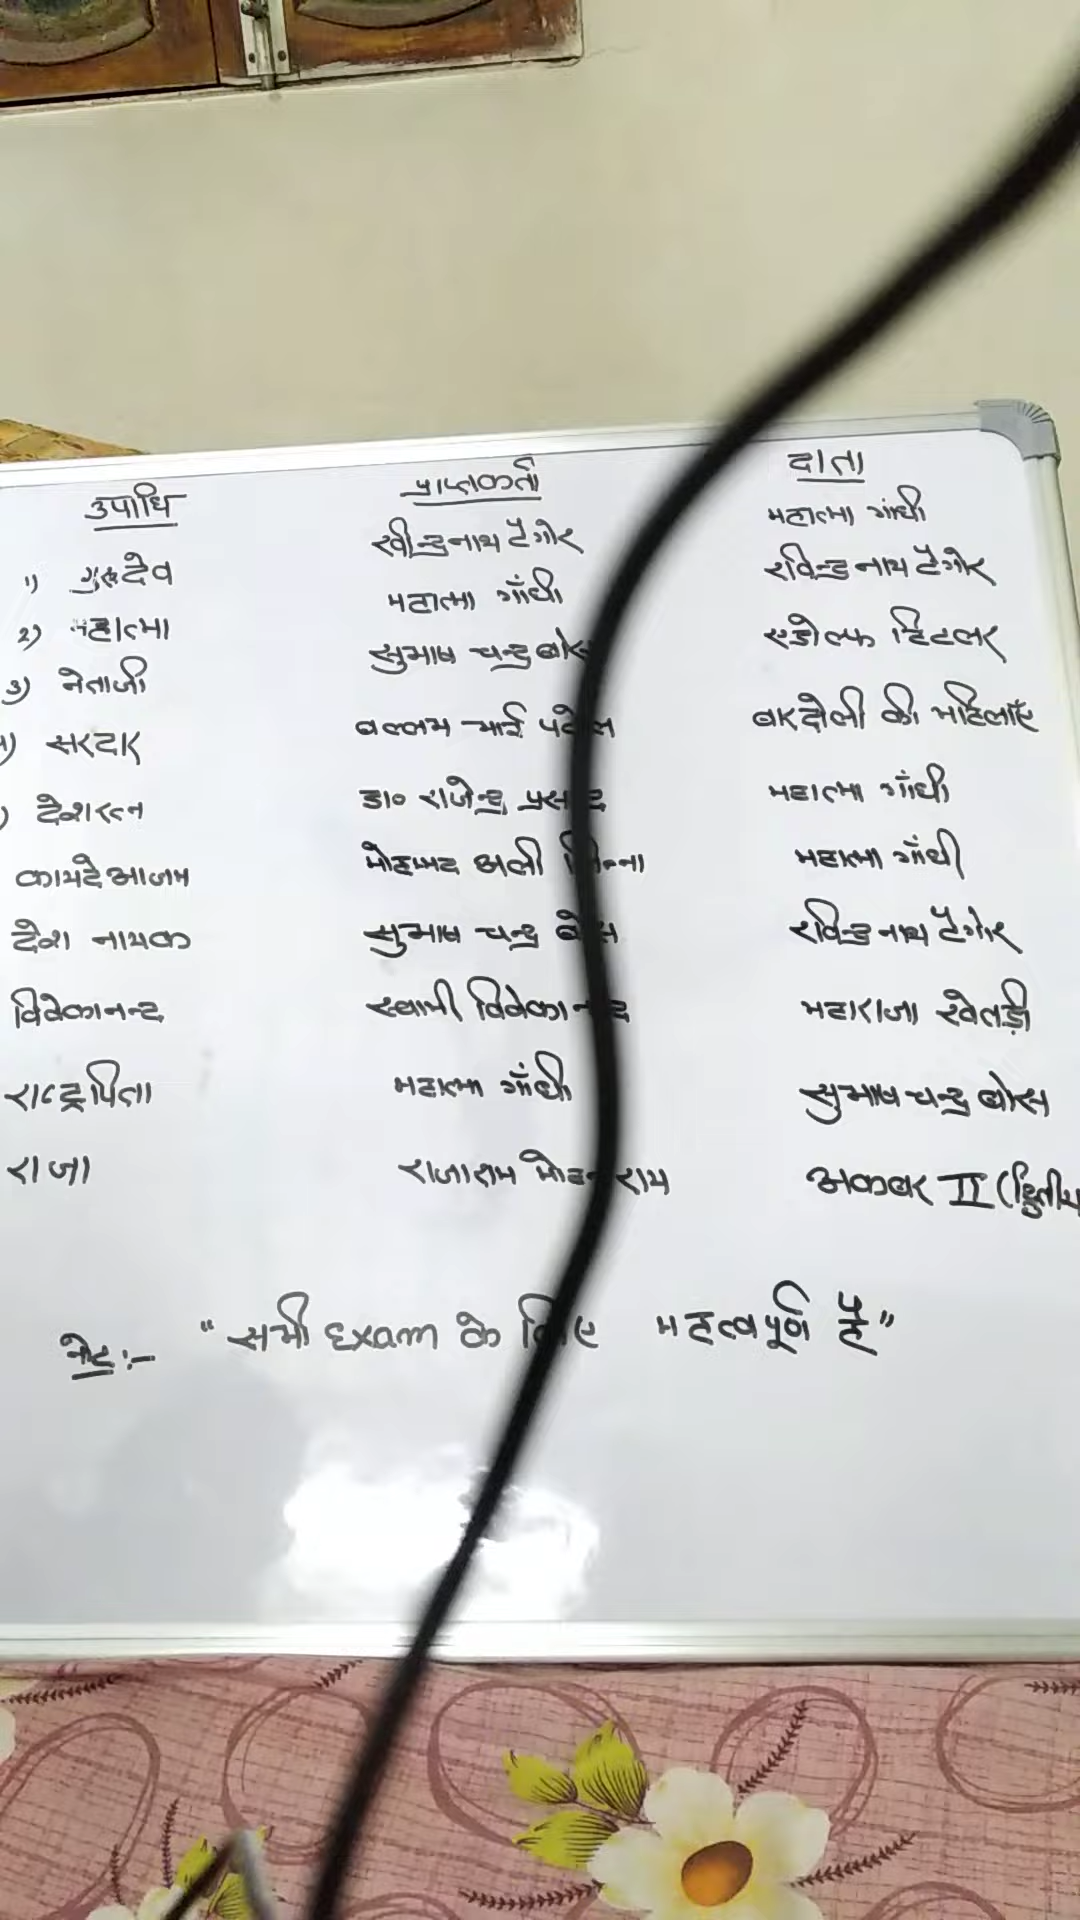 उपाधि प्राप्तकर्ता दाता
1) गुरुदेव रवीन्द्रनाथ टैगोर महात्मा गांधी
2) महात्मा महात्मा गाँधी रविन्द्रनाथ टैगोर
3) नेताजी सुभाष चन्द्र बोस एडोल्फ हिटलर
4) सरदार बल्लभ भाई पटेल बारदोली की महिलाएँ
) देशरत्न डा० राजेन्द्र प्रसाद महात्मा गाँधी
कायदे आजम मोहम्मद अली जिन्ना महात्मा गाँधी
देश नायक सुभाष चन्द्र बोस रविन्द्रनाथ टैगोर
विवेकानन्द स्वामी विवेकानन्द महाराजा खेतड़ी
राष्ट्रपिता महात्मा गाँधी सुभाष चन्द्र बोस
राजा राजाराम मोहन राय अकबर II (द्वितीय
नोट :- "सभी Exam के लिए महत्वपूर्ण है"